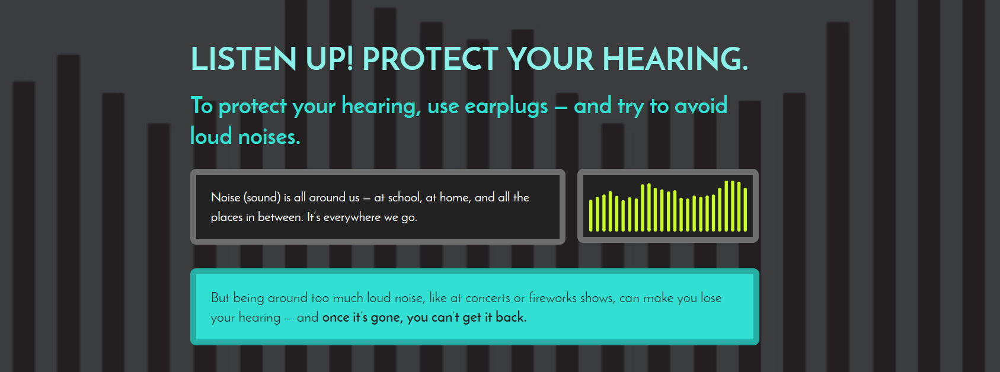 LISTEN UP! PROTECT YOUR HEARING.
To protect your hearing, use earplugs – and try to avoid
loud noises.
Noise (sound) is all around us – at school, at home, and all the
places in between. It's everywhere we go.
But being around too much loud noise, like at concerts or fireworks shows, can make you lose
your hearing – and once it's gone, you can't get it back.